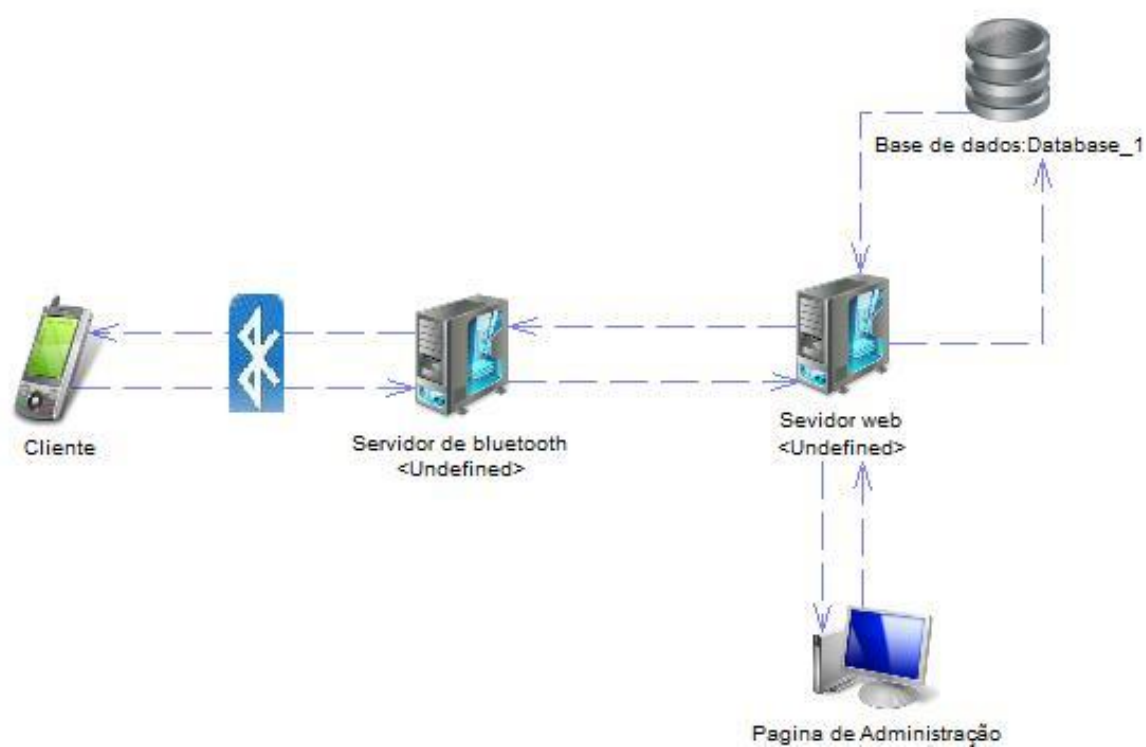 Base de dados:Database_1
Cliente
Servidor de bluetooth
<Undefined>
Sevidor web
<Undefined>
Pagina de Administração